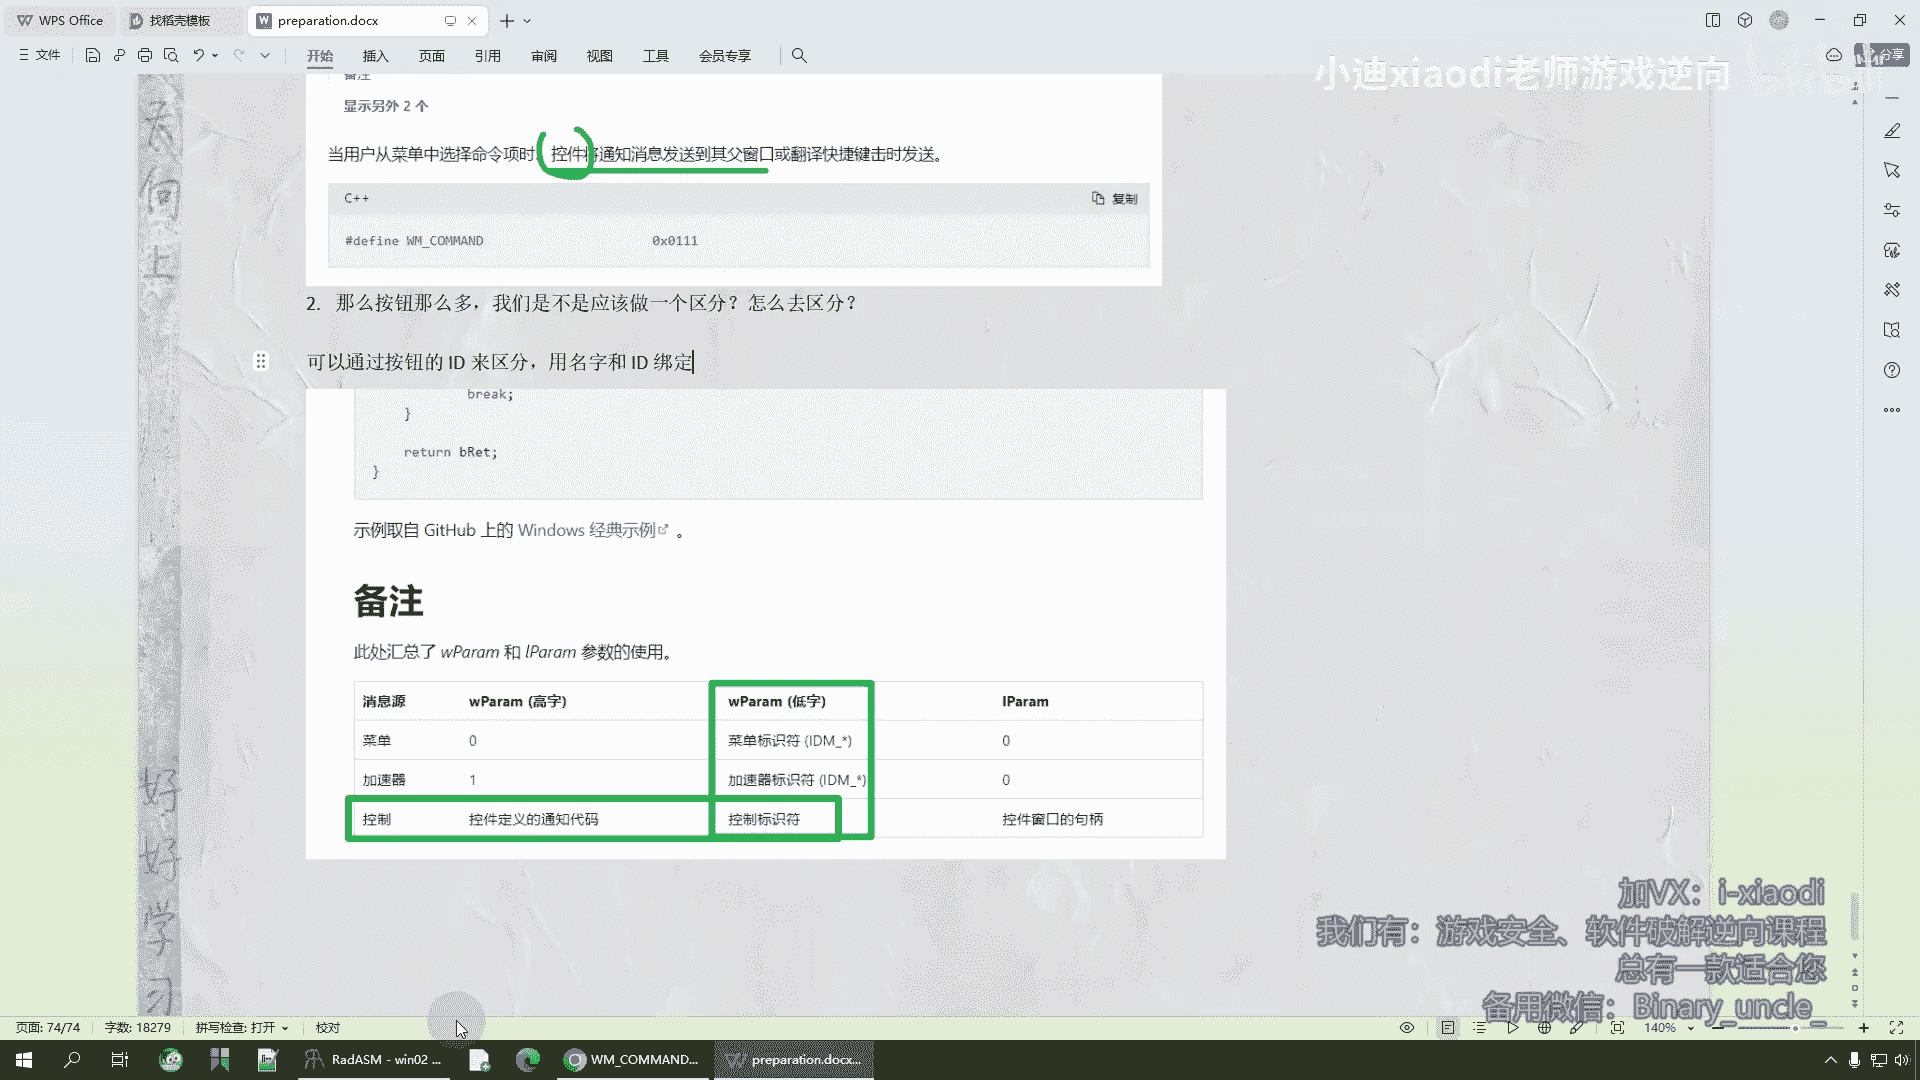 WPS Office
找稻壳模板
preparation.docx
文件
开始 插入 页面 引用 审阅 视图 工具 会员专享
分享
小迪xiaodi老师游戏逆向
备注
显示另外 2 个
当用户从菜单中选择命令项时,控件将通知消息发送到其父窗口或翻译快捷键击时发送。
C++
复制
#define WM_COMMAND 0x0111
2. 那么按钮那么多，我们是不是应该做一个区分？怎么去区分？
可以通过按钮的 ID 来区分，用名字和 ID 绑定
break;
}
return bRet;
}
示例取自 GitHub 上的 Windows 经典示例 。
备注
此处汇总了 wParam 和 lParam 参数的使用。
消息源 wParam (高字) wParam (低字) lParam
菜单 0 菜单标识符 (IDM_*) 0
加速器 1 加速器标识符 (IDM_*) 0
控制 控件定义的通知代码 控制标识符 控件窗口的句柄
好好学习
加VX：i-xiaodi
我们有：游戏安全、软件破解逆向课程
总有一款适合您
备用微信：Binary_uncle_
页面: 74/74 字数: 18279 拼写检查: 打开 校对
140%
RadASM - win02 ...
WM_COMMAND...
preparation.docx...